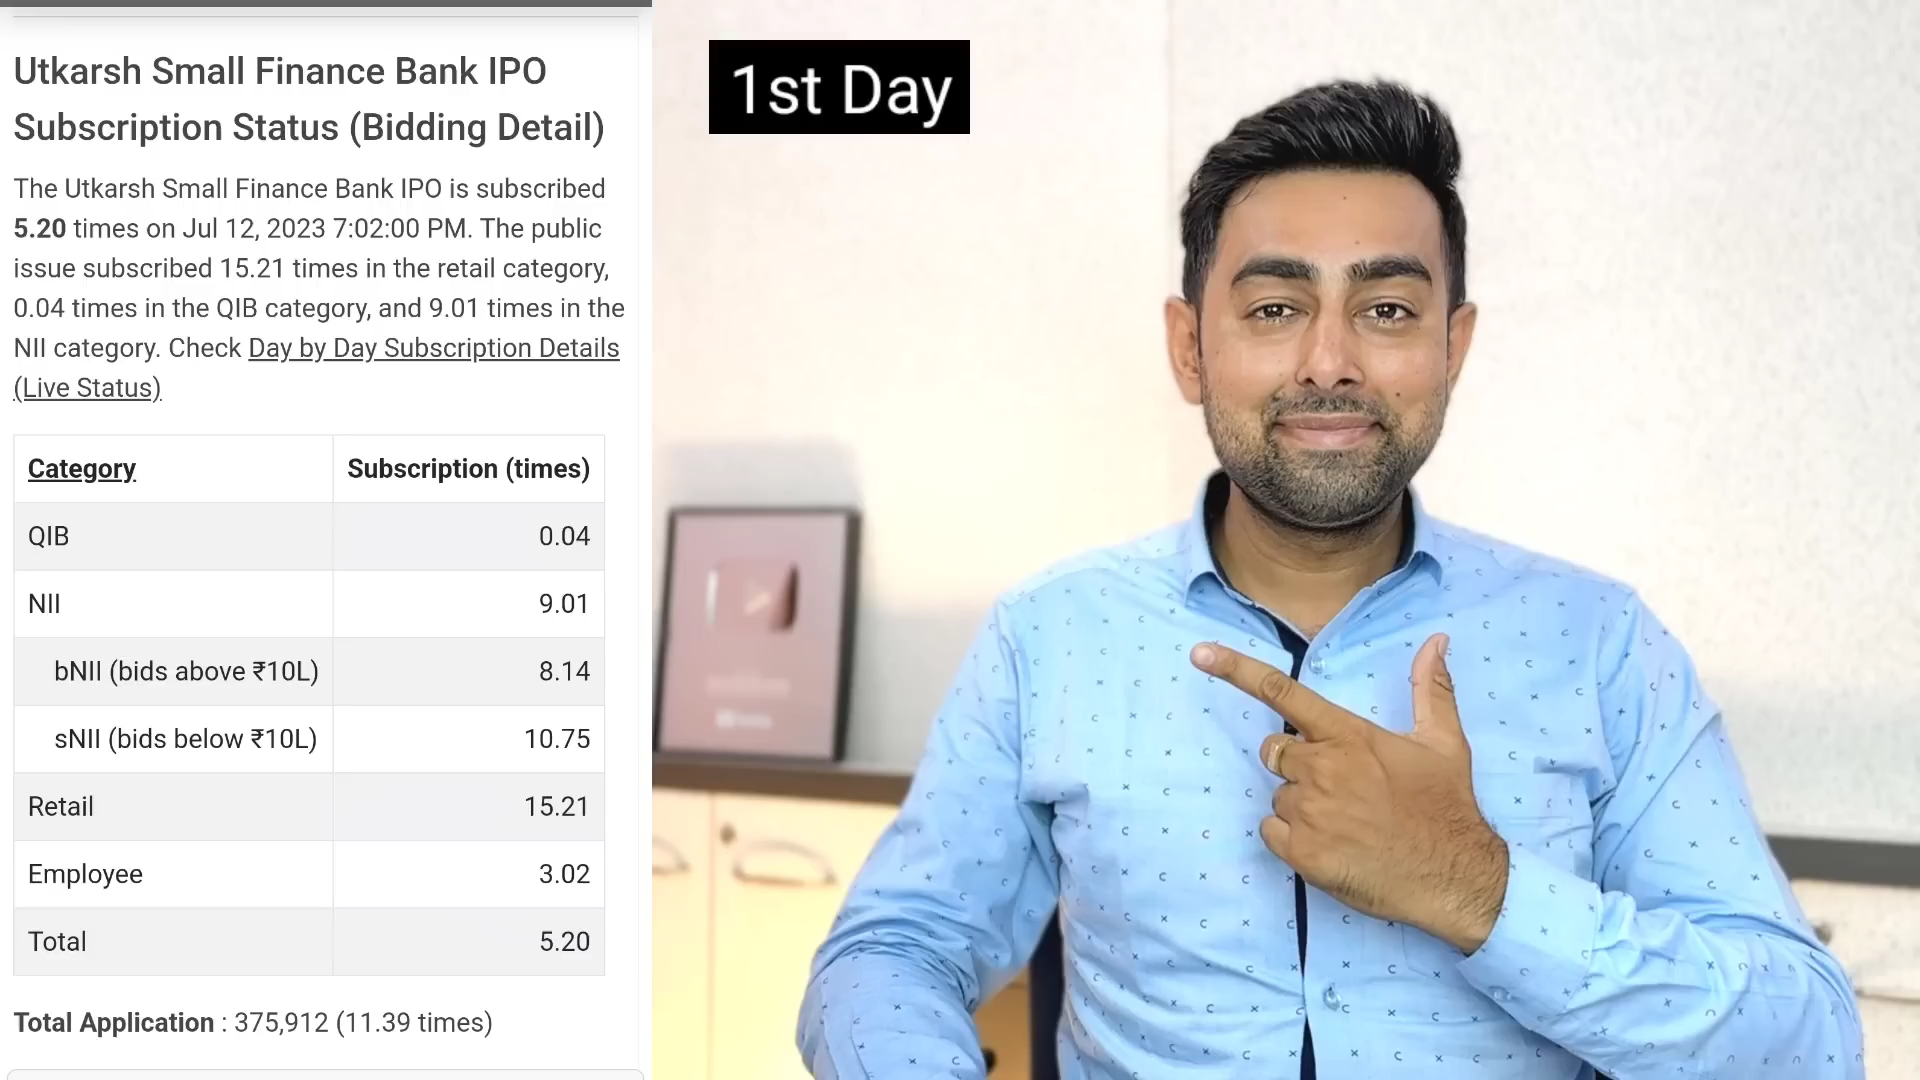 Utkarsh Small Finance Bank IPO
Subscription Status (Bidding Detail)
The Utkarsh Small Finance Bank IPO is subscribed
5.20 times on Jul 12, 2023 7:02:00 PM. The public
issue subscribed 15.21 times in the retail category,
0.04 times in the QIB category, and 9.01 times in the
NII category. Check Day by Day Subscription Details
(Live Status)
Category Subscription (times)
QIB 0.04
NII 9.01
bNII (bids above ₹10L) 8.14
sNII (bids below ₹10L) 10.75
Retail 15.21
Employee 3.02
Total 5.20
Total Application : 375,912 (11.39 times)
1st Day